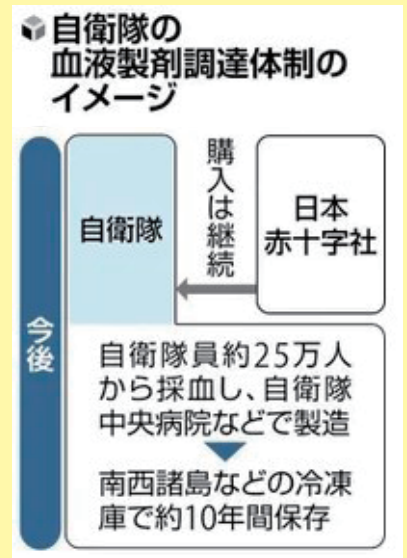 自衛隊の
血液製剤調達体制の
イメージ
今後
自衛隊
購入は継続
日本
赤十字社
自衛隊員約25万人
から採血し、自衛隊
中央病院などで製造
南西諸島などの冷凍
庫で約10年間保存